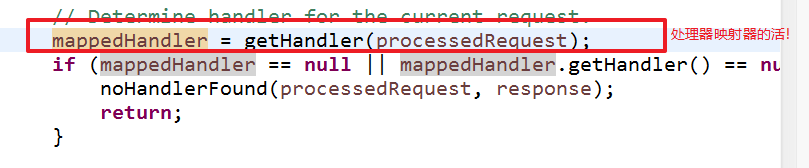 // Determine handler for the current request.
mappedHandler = getHandler(processedRequest);
处理器映射器的活!
if (mappedHandler == null || mappedHandler.getHandler() == nu
noHandlerFound(processedRequest, response);
return;
}